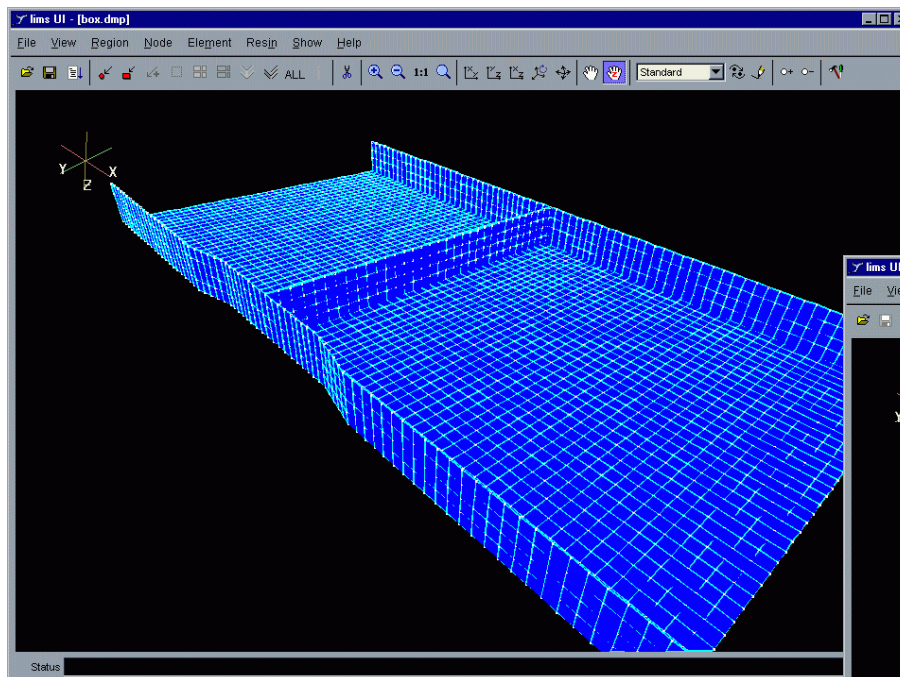 lims UI - [box.dmp]
File View Region Node Element Resin Show Help
ALL 1:1 Standard
Y X
Z
lims UI
File Vie
Y
Status